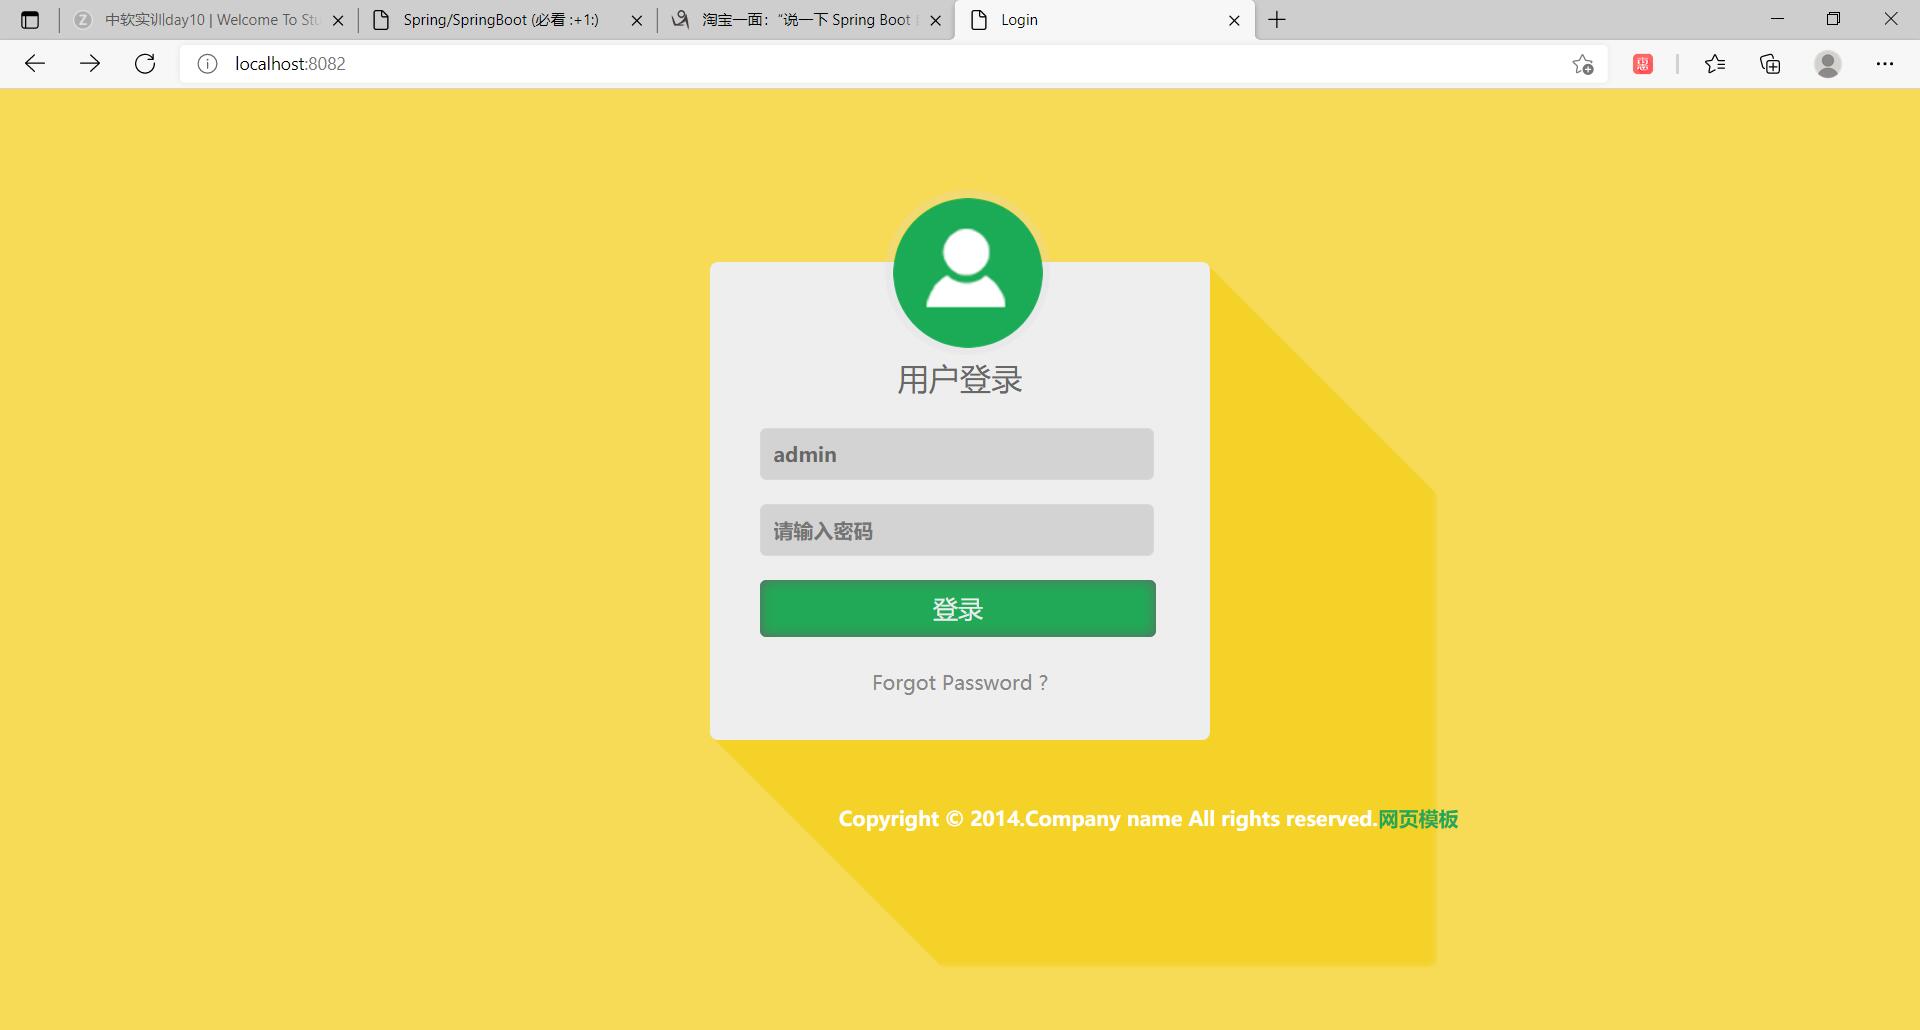 中软实训day10 | Welcome To Stu
Spring/SpringBoot (必看 :+1:)
淘宝一面：“说一下 Spring Boot
Login
localhost:8082
惠
用户登录
admin
请输入密码
登录
Forgot Password ?
Copyright © 2014.Company name All rights reserved.网页模板